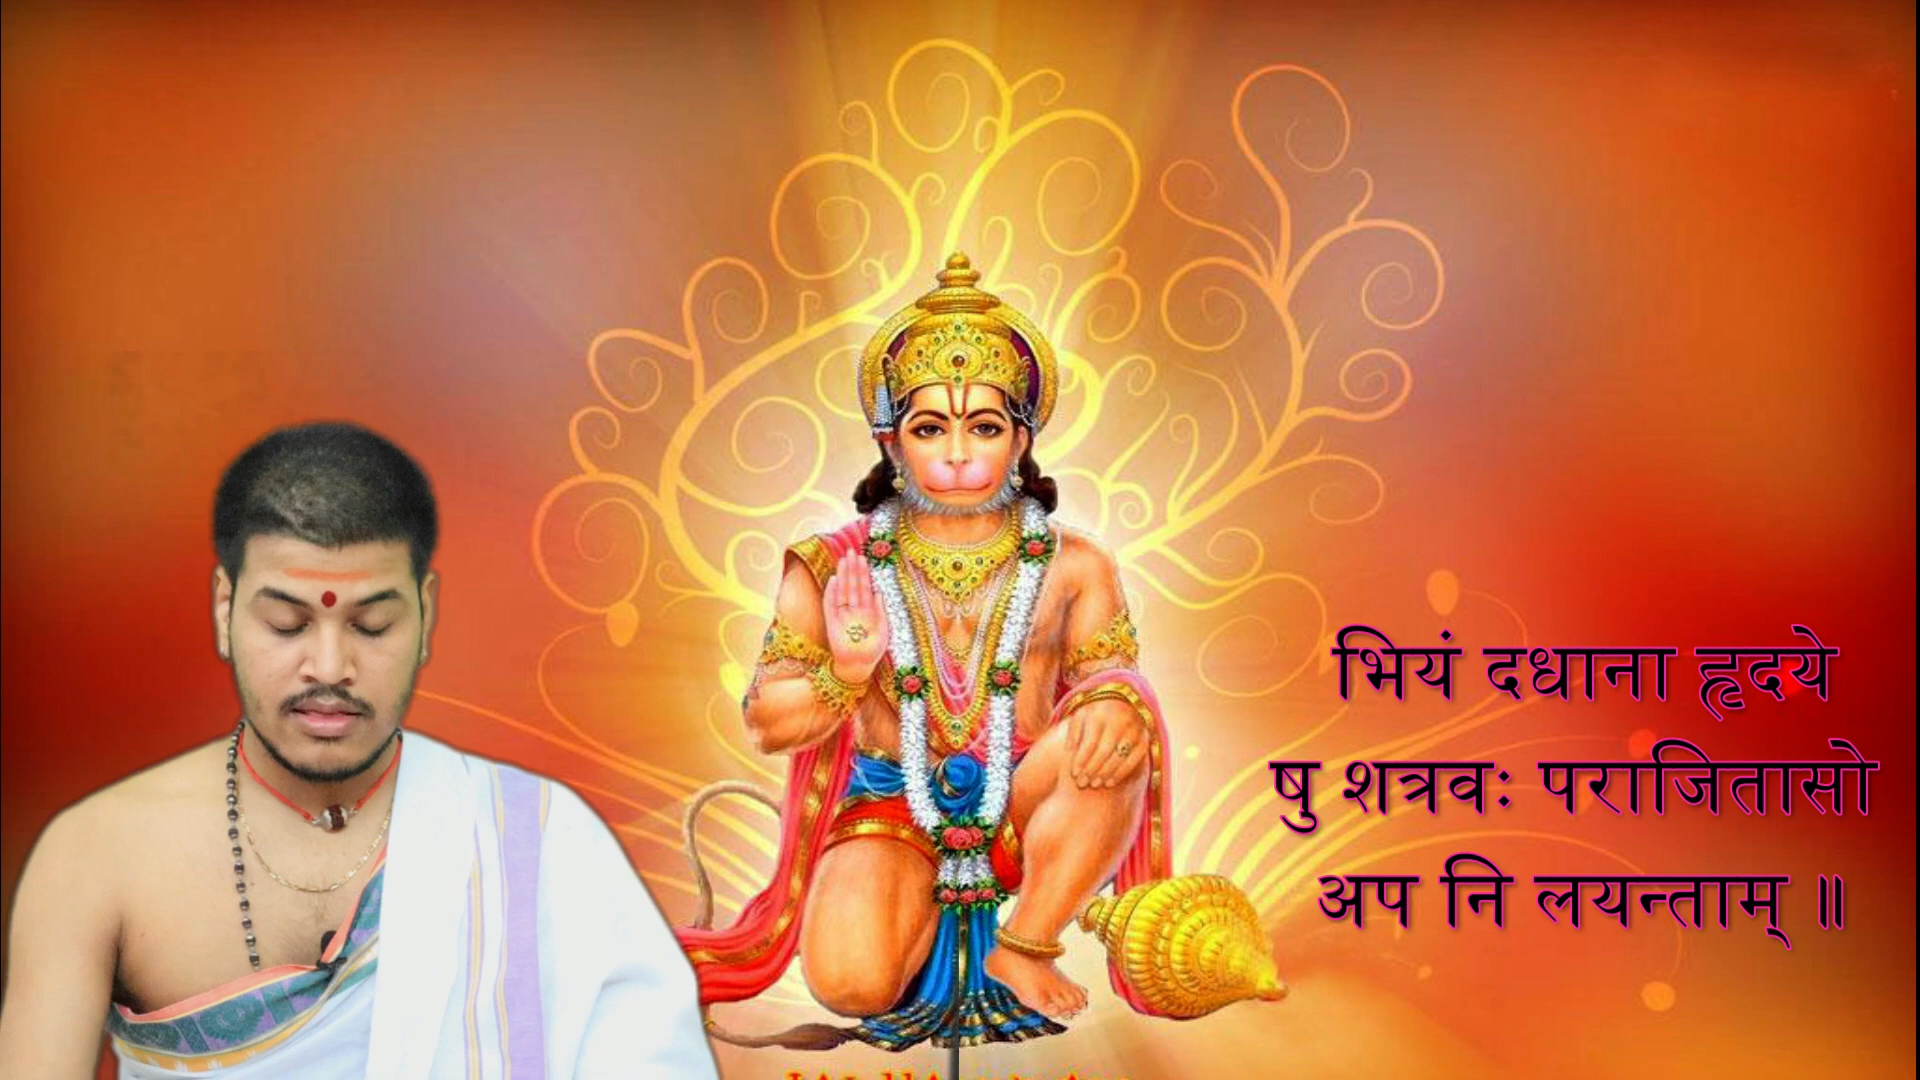 भियं दधाना हृदये
षु शत्रवः पराजितासो
अप नि लयन्ताम् ॥